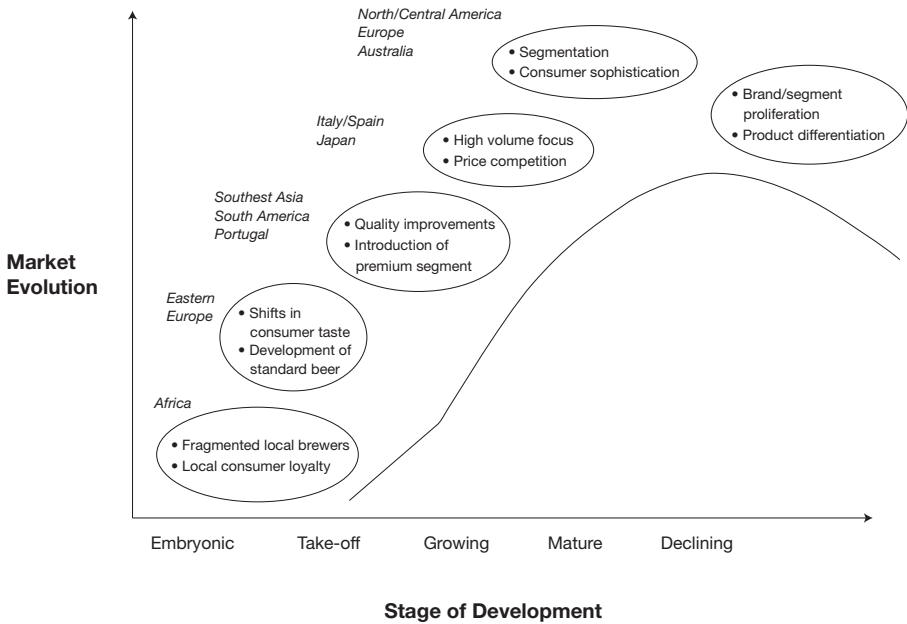 North/Central America
Europe
Australia
• Segmentation
• Consumer sophistication
• Brand/segment
proliferation
• Product differentiation
Italy/Spain
Japan
• High volume focus
• Price competition
Southest Asia
South America
Portugal
• Quality improvements
• Introduction of
premium segment
Market
Evolution
Eastern
Europe
• Shifts in
consumer taste
• Development of
standard beer
Africa
• Fragmented local brewers
• Local consumer loyalty
Embryonic
Take-off
Growing
Mature
Declining
Stage of Development